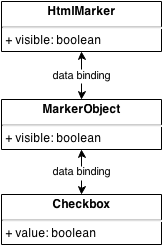 HtmlMarker
+ visible: boolean
data binding
MarkerObject
+ visible: boolean
data binding
Checkbox
+ value: boolean